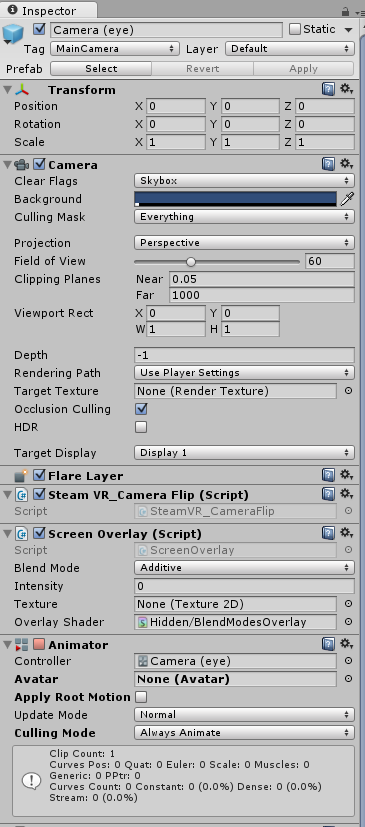 Inspector
Camera (eye) Static
Tag MainCamera Layer Default
Prefab Select Revert Apply
Transform
Position X 0 Y 0 Z 0
Rotation X 0 Y 0 Z 0
Scale X 1 Y 1 Z 1
Camera
Clear Flags Skybox
Background
Culling Mask Everything
Projection Perspective
Field of View 60
Clipping Planes Near 0.05
Far 1000
Viewport Rect X 0 Y 0
W 1 H 1
Depth -1
Rendering Path Use Player Settings
Target Texture None (Render Texture)
Occlusion Culling
HDR
Target Display Display 1
Flare Layer
Steam VR_Camera Flip (Script)
Script SteamVR_CameraFlip
Screen Overlay (Script)
Script ScreenOverlay
Blend Mode Additive
Intensity 0
Texture None (Texture 2D)
Overlay Shader Hidden/BlendModesOverlay
Animator
Controller Camera (eye)
Avatar None (Avatar)
Apply Root Motion
Update Mode Normal
Culling Mode Always Animate
Clip Count: 1
Curves Pos: 0 Quat: 0 Euler: 0 Scale: 0 Muscles: 0
Generic: 0 PPtr: 0
Curves Count: 0 Constant: 0 (0.0%) Dense: 0 (0.0%)
Stream: 0 (0.0%)